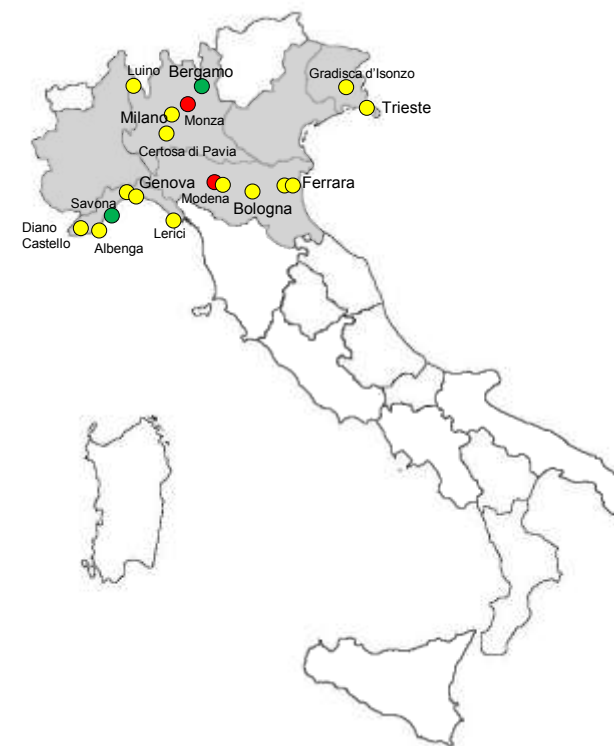 Luino
Bergamo
Gradisca d'Isonzo
Trieste
Milano
Monza
Certosa di Pavia
Genova
Ferrara
Modena
Savona
Bologna
Diano
Castello
Lerici
Albenga